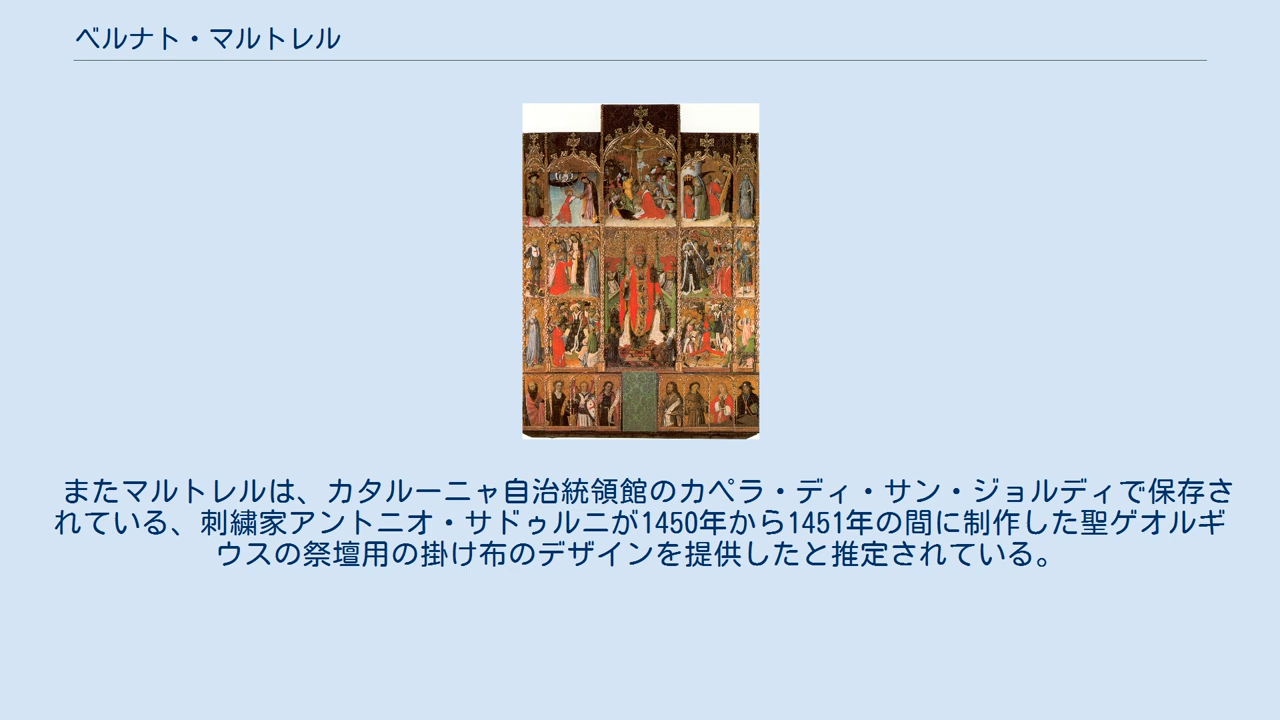 ベルナト・マルトレル
またマルトレルは、カタルーニャ自治統領館のカペラ・ディ・サン・ジョルディで保存さ
れている、刺繍家アントニオ・サドゥルニが1450年から1451年の間に制作した聖ゲオルギ
ウスの祭壇用の掛け布のデザインを提供したと推定されている。